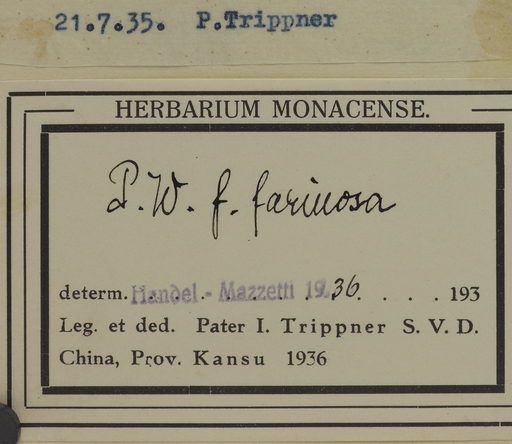 21.7.35. P.Trippner
HERBARIUM MONACENSE.
P. W. f. farinosa
determ. Handel - Mazzetti 1936. . . . . 193
Leg. et ded. Pater I. Trippner S. V. D.
China, Prov. Kansu 1936